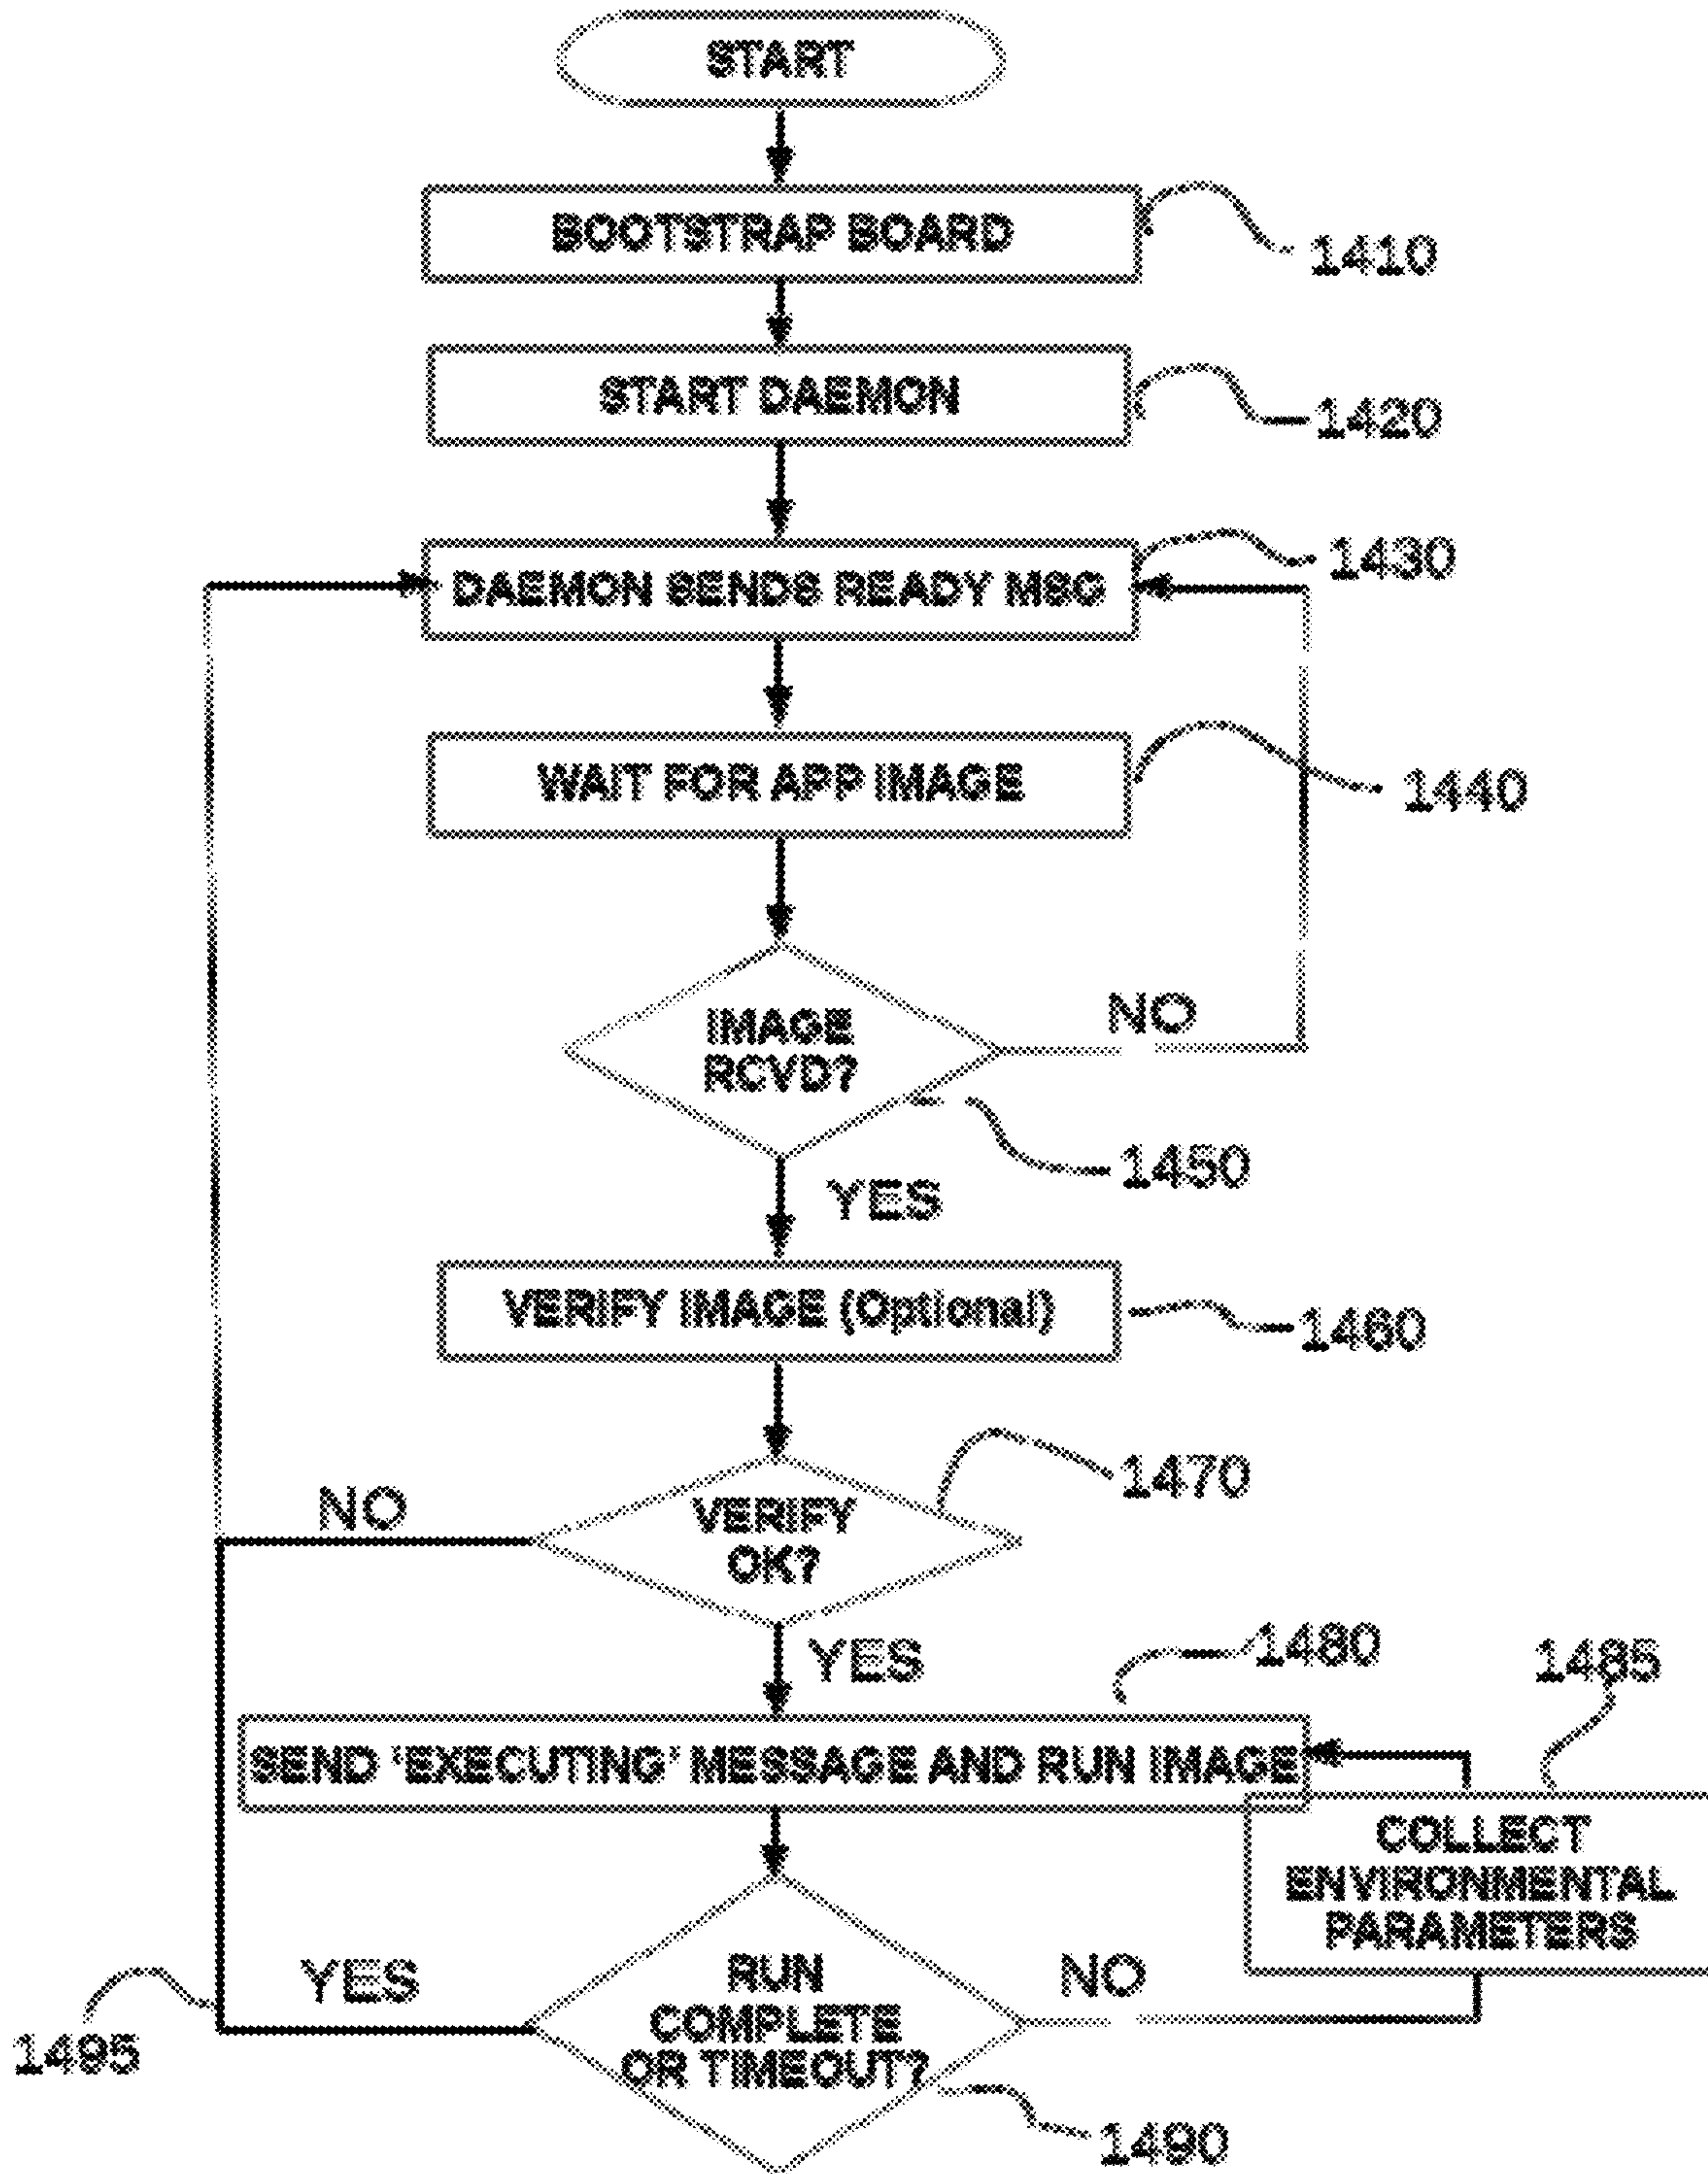 START
BOOTSTRAP BOARD
1410
START DAEMON
1420
DAEMON SENDS READY MSG
1430
WAIT FOR APP IMAGE
1440
IMAGE
RCVD?
NO
1450
YES
VERIFY IMAGE (Optional)
1460
VERIFY
OK?
1470
NO
YES
1480
1485
SEND ‘EXECUTING’ MESSAGE AND RUN IMAGE
COLLECT
ENVIRONMENTAL
PARAMETERS
RUN
COMPLETE
OR TIMEOUT?
YES
NO
1495
1490